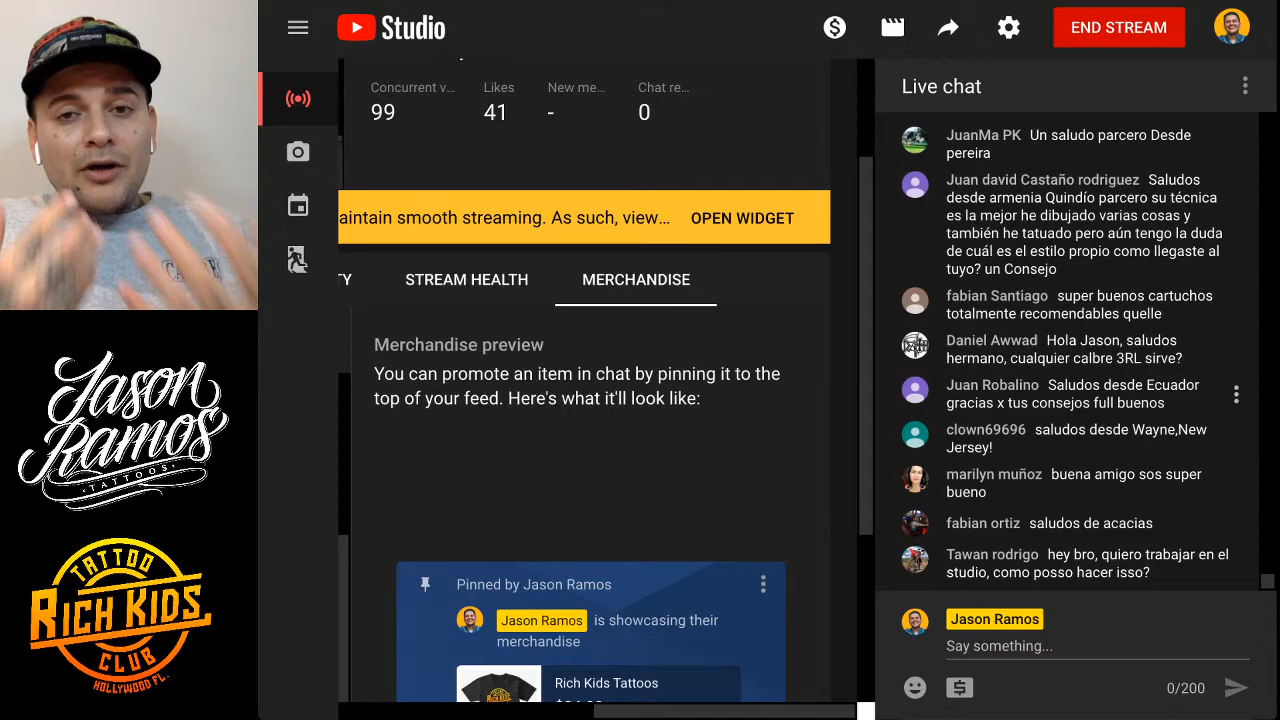 Studio
END STREAM
Concurrent v...
Likes
New me...
Chat re...
99
41
-
0
aintain smooth streaming. As such, view...
OPEN WIDGET
TY
STREAM HEALTH
MERCHANDISE
Merchandise preview
You can promote an item in chat by pinning it to the
top of your feed. Here's what it'll look like:
Pinned by Jason Ramos
Jason Ramos is showcasing their
merchandise
Rich Kids Tattoos
Jason
Ramos
TATTOOS
TATTOO
RICH KIDS
CLUB
HOLLYWOOD FL.
Live chat
JuanMa PK Un saludo parcero Desde
pereira
Juan david Castaño rodriguez Saludos
desde armenia Quindío parcero su técnica
es la mejor he dibujado varias cosas y
también he tatuado pero aún tengo la duda
de cuál es el estilo propio como llegaste al
tuyo? un Consejo
fabian Santiago super buenos cartuchos
totalmente recomendables quelle
Daniel Awwad Hola Jason, saludos
hermano, cualquier calbre 3RL sirve?
Juan Robalino Saludos desde Ecuador
gracias x tus consejos full buenos
clown69696 saludos desde Wayne,New
Jersey!
marilyn muñoz buena amigo sos super
bueno
fabian ortiz saludos de acacias
Tawan rodrigo hey bro, quiero trabajar en el
studio, como posso hacer isso?
Jason Ramos
Say something...
0/200